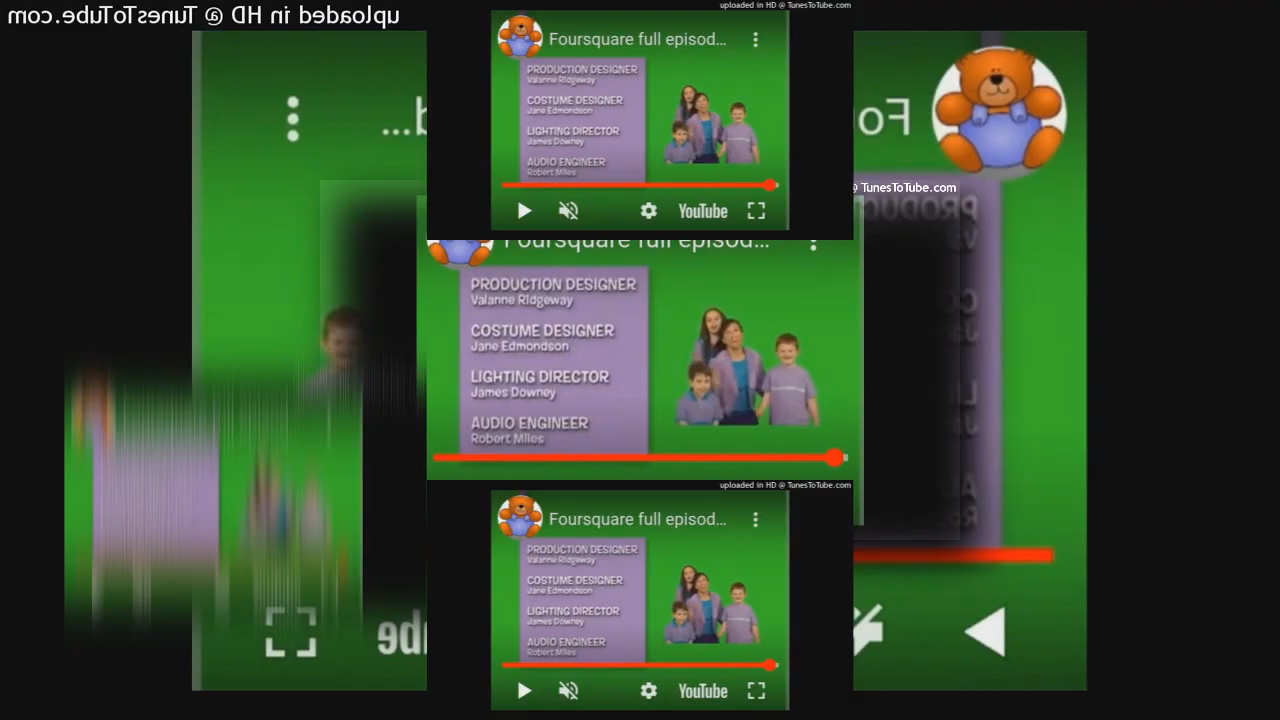 uploaded in HD @ TunesToTube.com
uploaded in HD @ TunesToTube.com
Foursquare full episod...
PRODUCTION DESIGNER
Valanne Ridgeway
COSTUME DESIGNER
Jane Edmondson
LIGHTING DIRECTOR
James Downey
AUDIO ENGINEER
Robert Miles
YouTube
...d
Fo
@ TunesToTube.com
Foursquare full episod...
PRODUCTION DESIGNER
Valanne Ridgeway
COSTUME DESIGNER
Jane Edmondson
LIGHTING DIRECTOR
James Downey
AUDIO ENGINEER
Robert Miles
uploaded in HD @ TunesToTube.com
Foursquare full episod...
PRODUCTION DESIGNER
Valanne Ridgeway
COSTUME DESIGNER
Jane Edmondson
LIGHTING DIRECTOR
James Downey
AUDIO ENGINEER
Robert Miles
YouTube